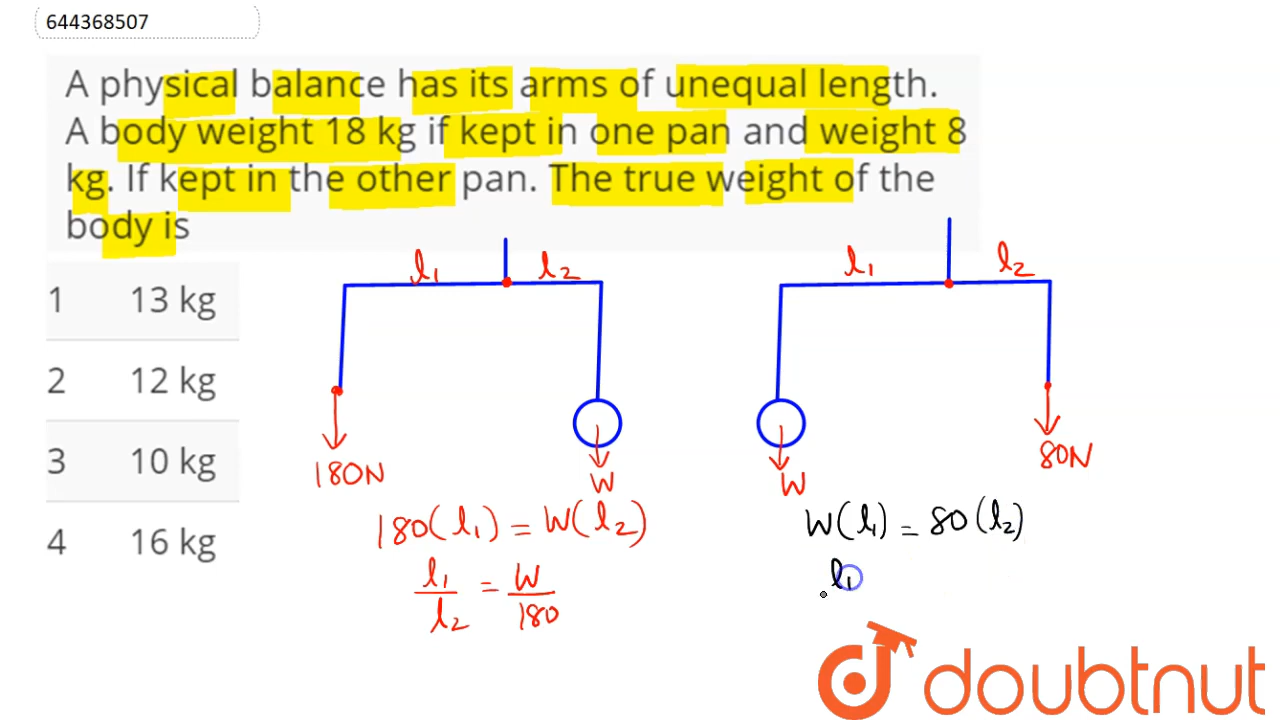 644368507
A physical balance has its arms of unequal length.
A body weight 18 kg if kept in one pan and weight 8
kg. If kept in the other pan. The true weight of the
body is
1 13 kg
2 12 kg
3 10 kg
4 16 kg
l₁ l₂
180N
W
180(l₁) = W(l₂)
l₁/l₂ = W/180
l₁ l₂
W
80N
W(l₁) = 80(l₂)
l₁
doubtnut